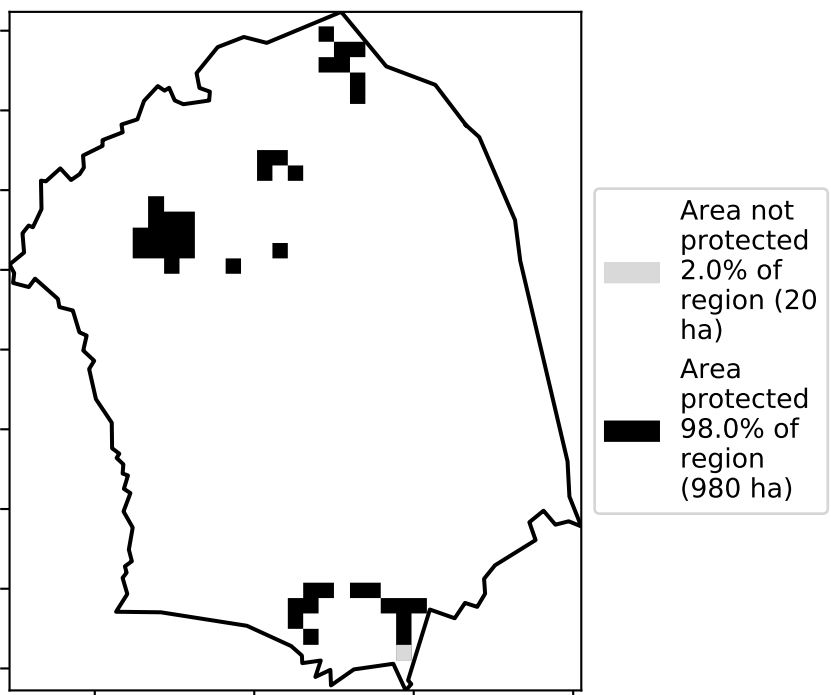 Area not
protected
2.0% of
region (20
ha)
Area
protected
98.0% of
region
(980 ha)